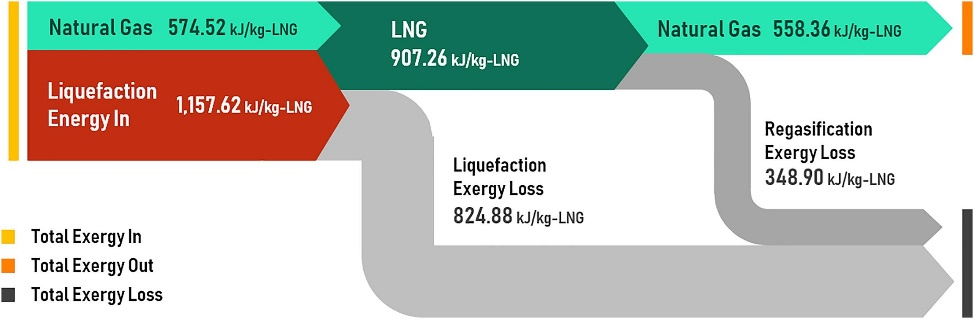 Natural Gas 574.52 kJ/kg-LNG
LNG
907.26 kJ/kg-LNG
Natural Gas 558.36 kJ/kg-LNG
Liquefaction
Energy In
1,157.62 kJ/kg-LNG
Liquefaction
Exergy Loss
824.88 kJ/kg-LNG
Regasification
Exergy Loss
348.90 kJ/kg-LNG
Total Exergy In
Total Exergy Out
Total Exergy Loss